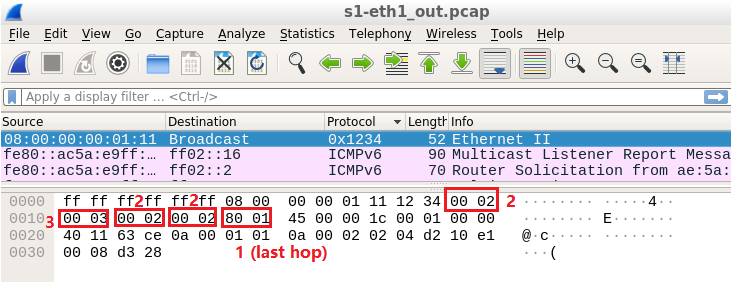 s1-eth1_out.pcap
File Edit View Go Capture Analyze Statistics Telephony Wireless Tools Help
Apply a display filter ... <Ctrl-/>
Source Destination Protocol Length Info
08:00:00:00:01:11 Broadcast 0x1234 52 Ethernet II
fe80::ac5a:e9ff:… ff02::16 ICMPv6 90 Multicast Listener Report Messa
fe80::ac5a:e9ff:… ff02::2 ICMPv6 70 Router Solicitation from ae:5a:
2 2
0000 ff ff ff ff ff ff 08 00 00 00 01 11 12 34 00 02 2 ········ ·····4··
3 0010 00 03 00 02 00 02 80 01 45 00 00 1c 00 01 00 00 ········ E·······
0020 40 11 63 ce 0a 00 01 01 0a 00 02 02 04 d2 10 e1 @·c····· ········
1 (last hop)
0030 00 08 d3 28 ···(